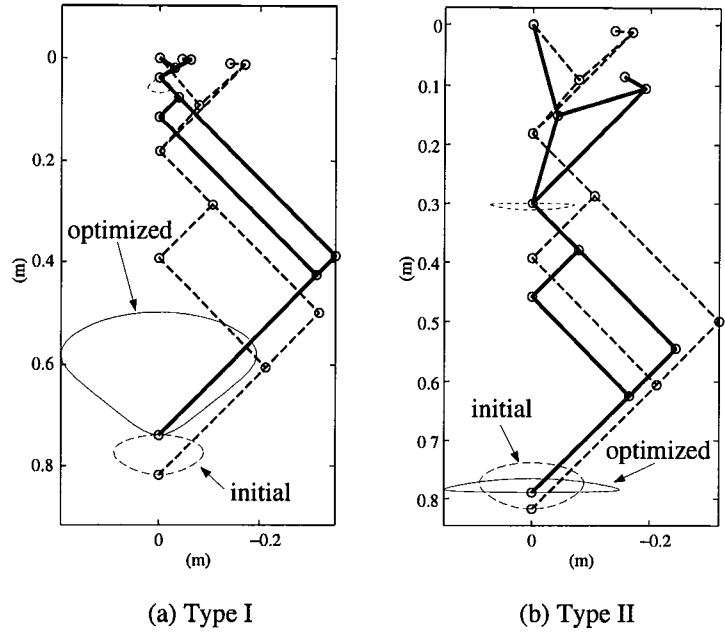 0
0.2
0.4
0.6
0.8
(m)
optimized
initial
0
−0.2
(m)
(a) Type I
0
0.1
0.2
0.3
0.4
0.5
0.6
0.7
0.8
(m)
initial
optimized
0
−0.2
(m)
(b) Type II